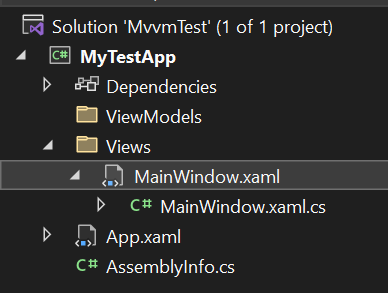 Solution 'MvvmTest' (1 of 1 project)
C# MyTestApp
Dependencies
ViewModels
Views
MainWindow.xaml
C# MainWindow.xaml.cs
App.xaml
C# AssemblyInfo.cs